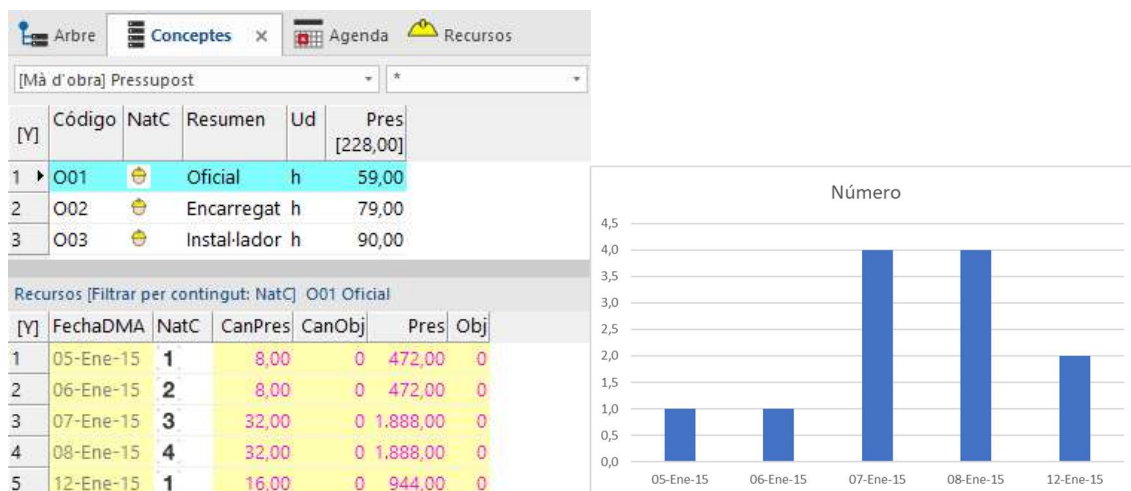 Arbre Conceptes × Agenda Recursos
[Mà d'obra] Pressupost *
[Y] Código NatC Resumen Ud Pres
[228,00]
1 O01 Oficial h 59,00
2 O02 Encarregat h 79,00
3 O03 Instal·lador h 90,00
Recursos [Filtrar per contingut: NatC] O01 Oficial
[Y] FechaDMA NatC CanPres CanObj Pres Obj
1 05-Ene-15 1 8,00 0 472,00 0
2 06-Ene-15 2 8,00 0 472,00 0
3 07-Ene-15 3 32,00 0 1.888,00 0
4 08-Ene-15 4 32,00 0 1.888,00 0
5 12-Ene-15 1 16,00 0 944,00 0
Número
4,5
4,0
3,5
3,0
2,5
2,0
1,5
1,0
0,5
0,0
05-Ene-15 06-Ene-15 07-Ene-15 08-Ene-15 12-Ene-15